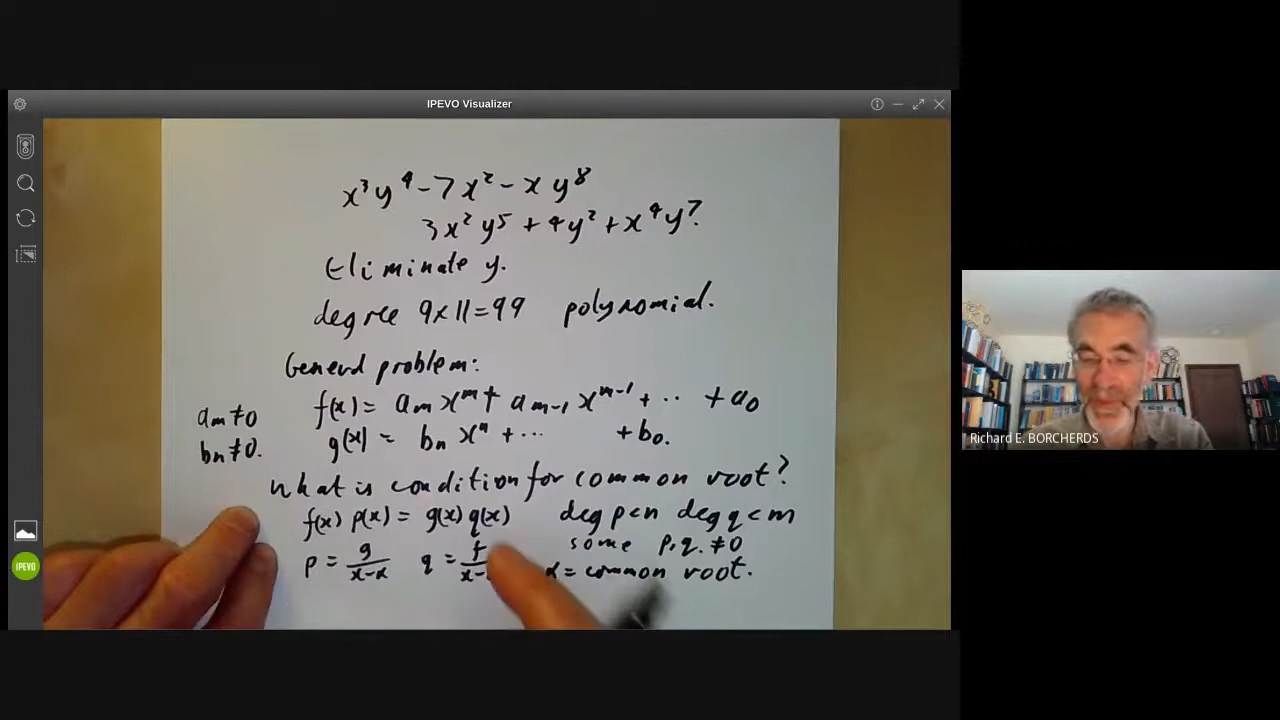 IPEVO Visualizer
x³y⁴ - 7x² - xy⁸
3x²y⁵ + 4y² + x⁴y⁷.
Eliminate y.
degree 9×11=99 polynomial.
General problem:
aₘ≠0 f(x) = aₘxᵐ + aₘ₋₁xᵐ⁻¹ + ·· + a₀
bₙ≠0. g(x) = bₙxⁿ + ··· + b₀.
What is condition for common root?
f(x) p(x) = g(x) q(x) deg p<n deg q<m
some p,q. ≠0
p = g/(x-α) q = f/(x- α= common root.
IPEVO
Richard E. BORCHERDS